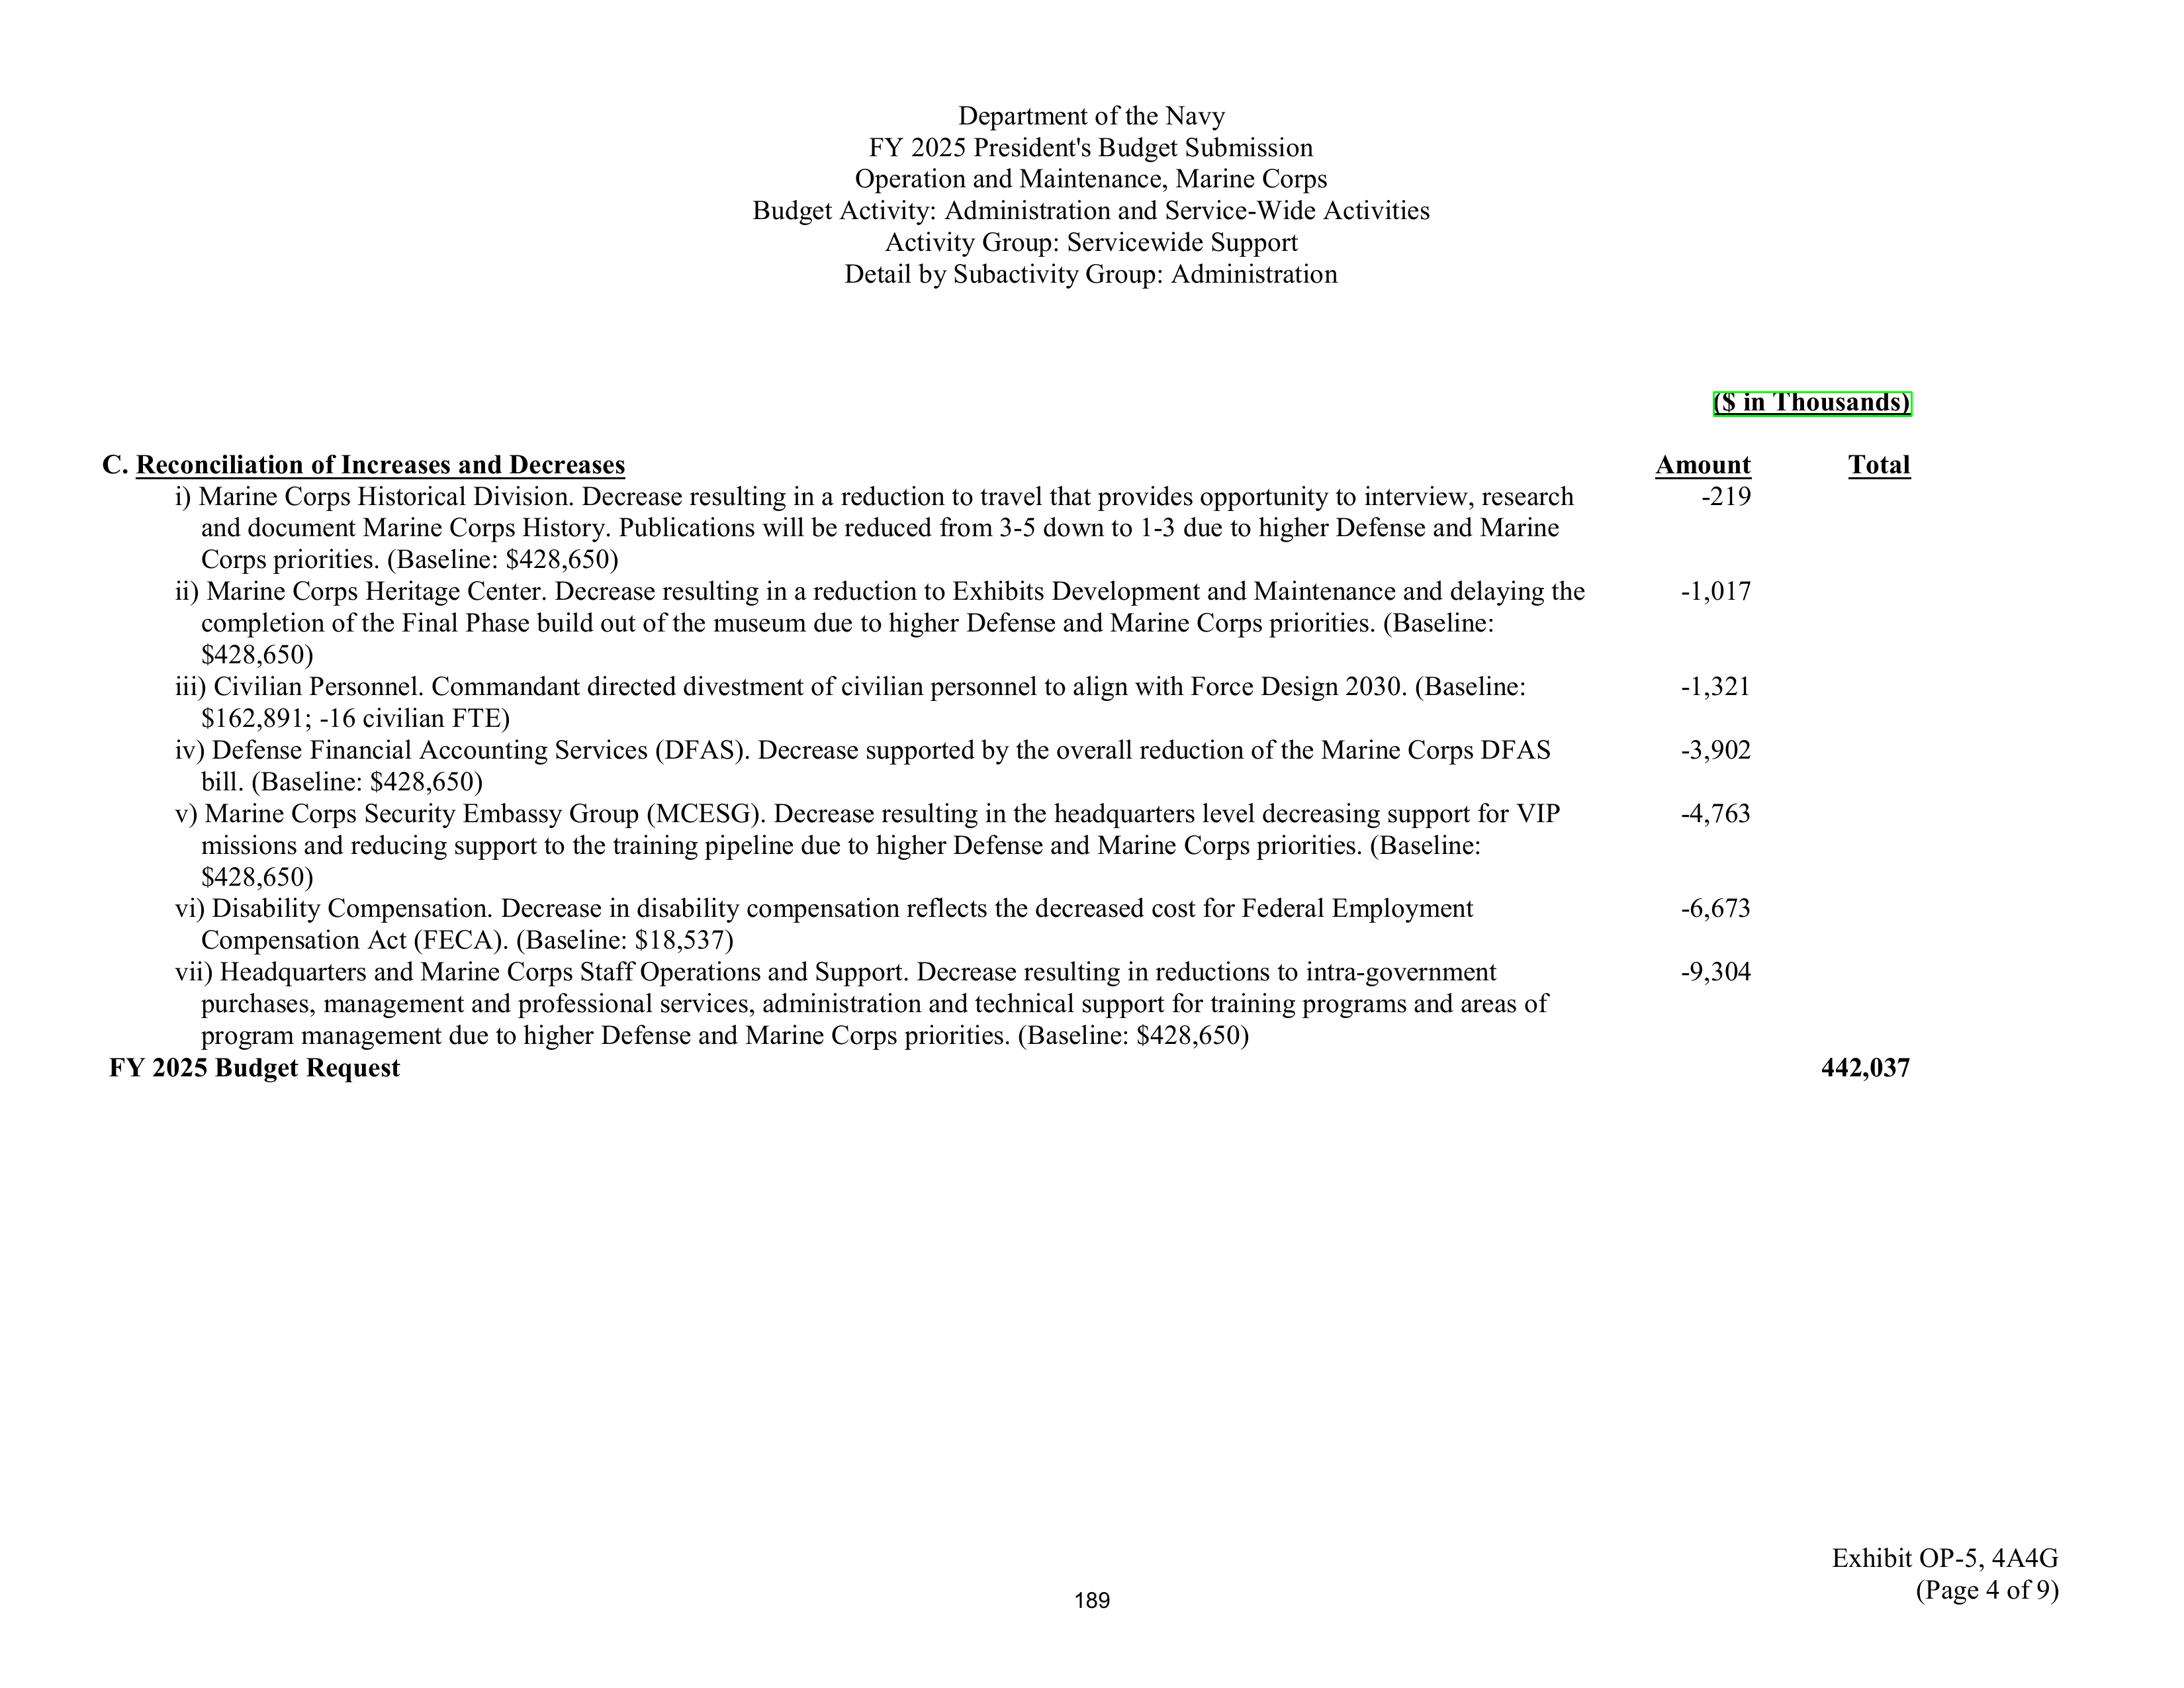 Department of the Navy
FY 2025 President's Budget Submission
Operation and Maintenance, Marine Corps
Budget Activity: Administration and Service-Wide Activities
Activity Group: Servicewide Support
Detail by Subactivity Group: Administration
($ in Thousands)
C. Reconciliation of Increases and Decreases Amount Total
i) Marine Corps Historical Division. Decrease resulting in a reduction to travel that provides opportunity to interview, research -219
and document Marine Corps History. Publications will be reduced from 3-5 down to 1-3 due to higher Defense and Marine
Corps priorities. (Baseline: $428,650)
ii) Marine Corps Heritage Center. Decrease resulting in a reduction to Exhibits Development and Maintenance and delaying the -1,017
completion of the Final Phase build out of the museum due to higher Defense and Marine Corps priorities. (Baseline:
$428,650)
iii) Civilian Personnel. Commandant directed divestment of civilian personnel to align with Force Design 2030. (Baseline: -1,321
$162,891; -16 civilian FTE)
iv) Defense Financial Accounting Services (DFAS). Decrease supported by the overall reduction of the Marine Corps DFAS -3,902
bill. (Baseline: $428,650)
v) Marine Corps Security Embassy Group (MCESG). Decrease resulting in the headquarters level decreasing support for VIP -4,763
missions and reducing support to the training pipeline due to higher Defense and Marine Corps priorities. (Baseline:
$428,650)
vi) Disability Compensation. Decrease in disability compensation reflects the decreased cost for Federal Employment -6,673
Compensation Act (FECA). (Baseline: $18,537)
vii) Headquarters and Marine Corps Staff Operations and Support. Decrease resulting in reductions to intra-government -9,304
purchases, management and professional services, administration and technical support for training programs and areas of
program management due to higher Defense and Marine Corps priorities. (Baseline: $428,650)
FY 2025 Budget Request 442,037
Exhibit OP-5, 4A4G
(Page 4 of 9)
189